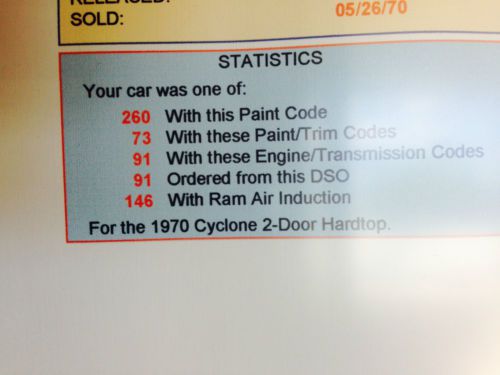 RELEASED:
SOLD: 05/26/70
STATISTICS
Your car was one of:
260 With this Paint Code
73 With these Paint/Trim Codes
91 With these Engine/Transmission Codes
91 Ordered from this DSO
146 With Ram Air Induction
For the 1970 Cyclone 2-Door Hardtop.